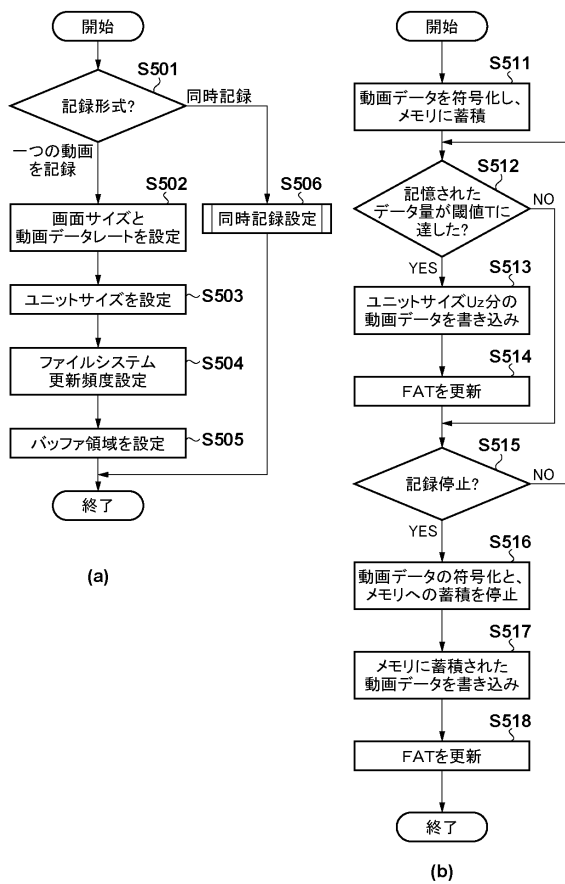 開始
S501
記録形式?
同時記録
一つの動画
を記録
S502
画面サイズと
動画データレートを設定
S506
同時記録設定
ユニットサイズを設定
S503
ファイルシステム
更新頻度設定
S504
バッファ領域を設定
S505
終了
(a)
開始
S511
動画データを符号化し、
メモリに蓄積
S512
記憶された
データ量が閾値Tに
達した?
NO
YES
S513
ユニットサイズUz分の
動画データを書き込み
S514
FATを更新
S515
記録停止?
NO
YES
S516
動画データの符号化と、
メモリへの蓄積を停止
S517
メモリに蓄積された
動画データを書き込み
S518
FATを更新
終了
(b)